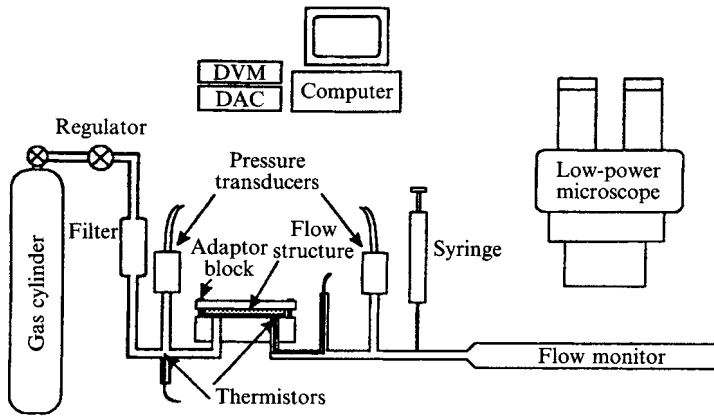 DVM
DAC
Computer
Regulator
Pressure
transducers
Low-power
microscope
Filter
Adaptor
block
Flow
structure
Syringe
Gas cylinder
Thermistors
Flow monitor